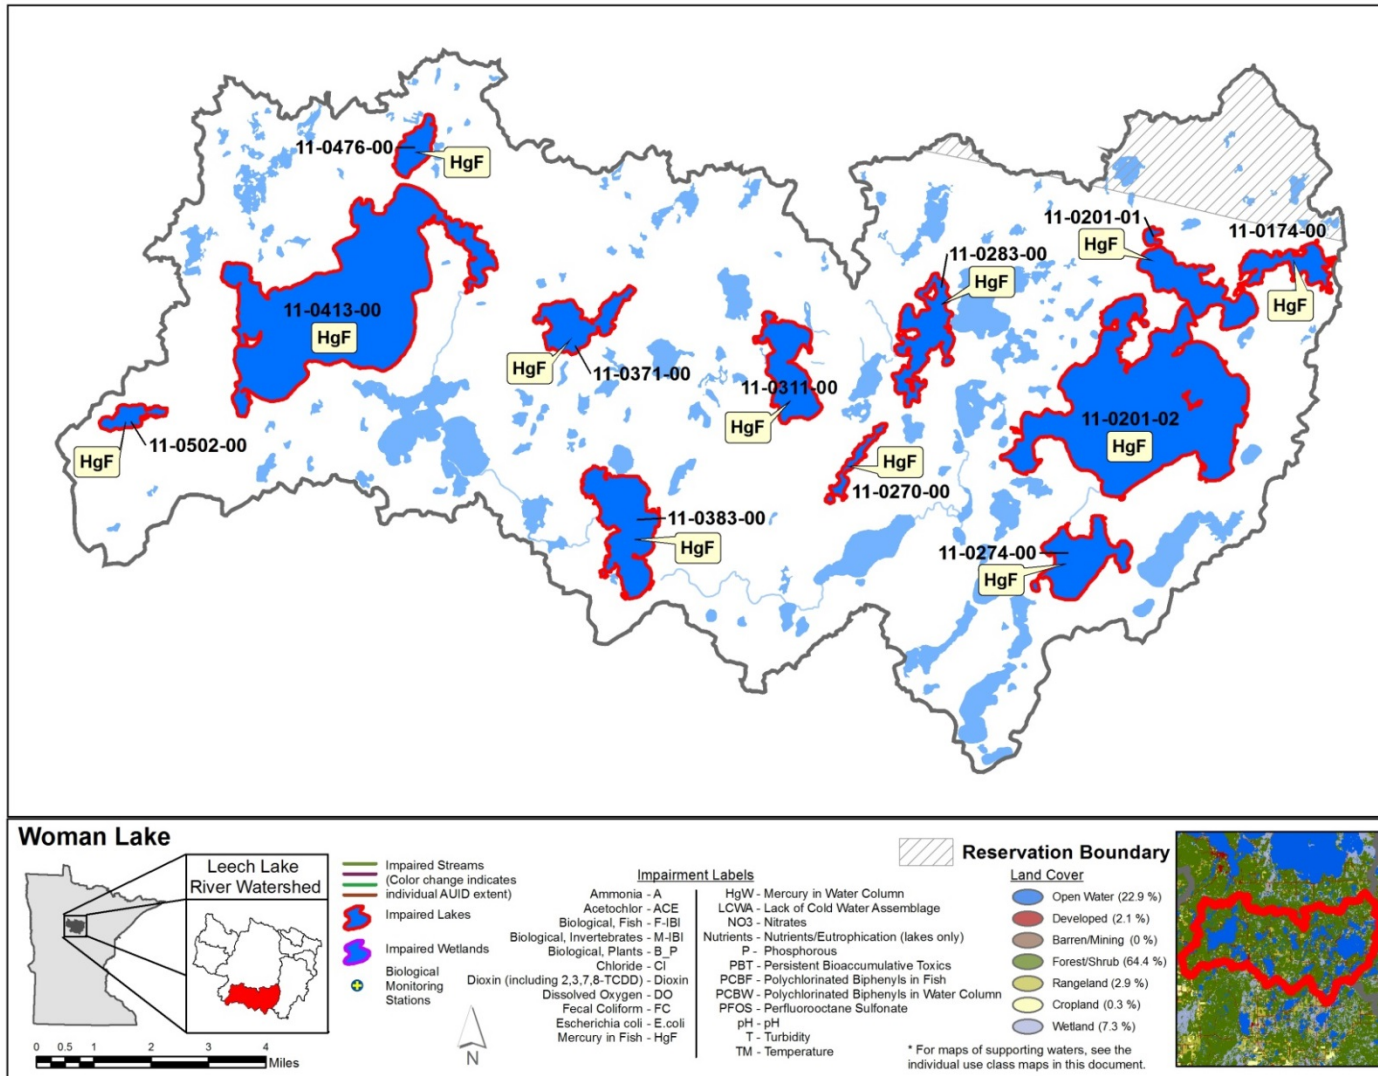 11-0476-00
HgF
11-0413-00
HgF
11-0502-00
HgF
11-0371-00
HgF
11-0383-00
HgF
11-0311-00
HgF
11-0270-00
HgF
11-0283-00
HgF
11-0201-01
HgF
11-0174-00
HgF
11-0201-02
HgF
11-0274-00
HgF
Woman Lake
Leech Lake
River Watershed
0 0.5 1 2 3 4
Miles
Impaired Streams
(Color change indicates
individual AUID extent)
Impaired Lakes
Impaired Wetlands
Biological
Monitoring
Stations
N
Impairment Labels
Ammonia - A
Acetochlor - ACE
Biological, Fish - F-IBI
Biological, Invertebrates - M-IBI
Biological, Plants - B_P
Chloride - Cl
Dioxin (including 2,3,7,8-TCDD) - Dioxin
Dissolved Oxygen - DO
Fecal Coliform - FC
Escherichia coli - E.coli
Mercury in Fish - HgF
HgW - Mercury in Water Column
LCWA - Lack of Cold Water Assemblage
NO3 - Nitrates
Nutrients - Nutrients/Eutrophication (lakes only)
P - Phosphorous
PBT - Persistent Bioaccumulative Toxics
PCBF - Polychlorinated Biphenyls in Fish
PCBW - Polychlorinated Biphenyls in Water Column
PFOS - Perfluorooctane Sulfonate
pH - pH
T - Turbidity
TM - Temperature
Reservation Boundary
Land Cover
Open Water (22.9 %)
Developed (2.1 %)
Barren/Mining (0 %)
Forest/Shrub (64.4 %)
Rangeland (2.9 %)
Cropland (0.3 %)
Wetland (7.3 %)
* For maps of supporting waters, see the
individual use class maps in this document.